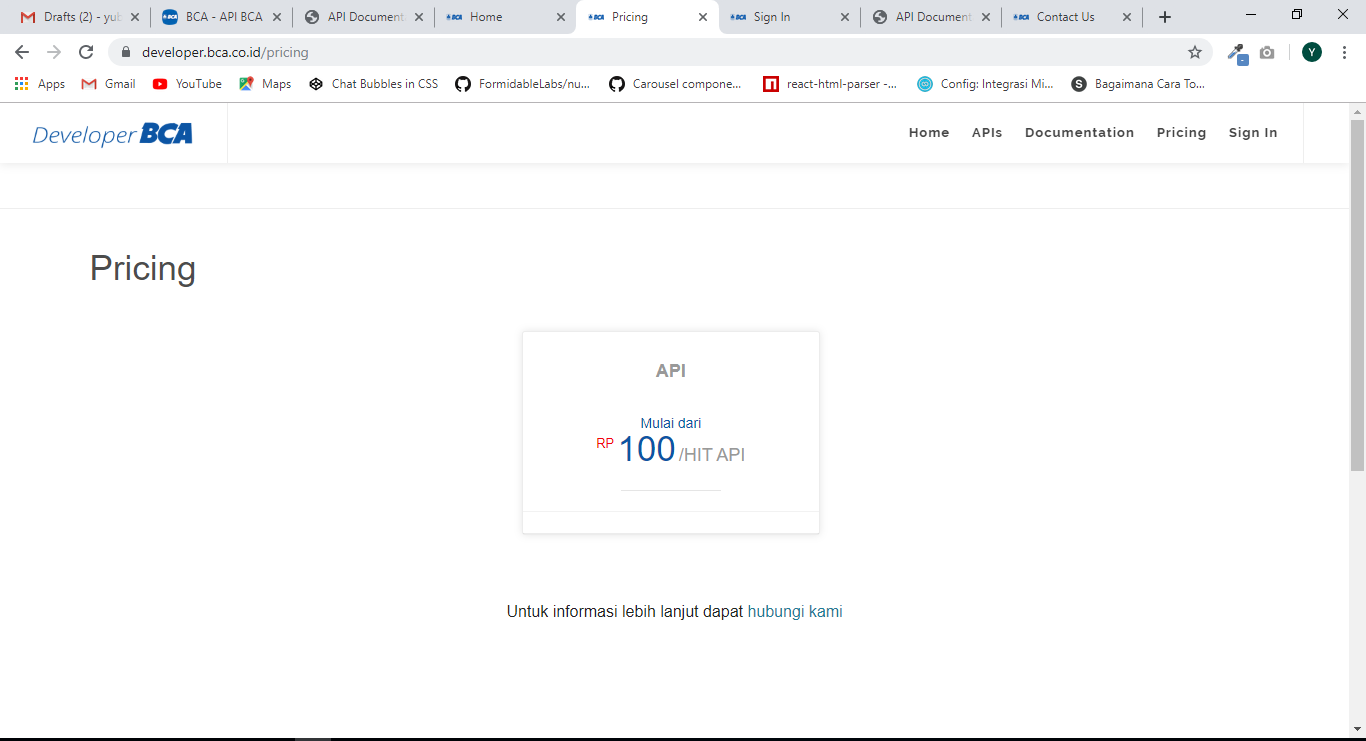 Drafts (2) - yub
BCA - API BCA
API Document
Home
Pricing
Sign In
API Document
Contact Us
developer.bca.co.id/pricing
Y
Apps
Gmail
YouTube
Maps
Chat Bubbles in CSS
FormidableLabs/nu...
Carousel compone...
react-html-parser -...
Config: Integrasi Mi...
S
Bagaimana Cara To...
Developer BCA
Home
APIs
Documentation
Pricing
Sign In
Pricing
API
Mulai dari
RP 100 /HIT API
Untuk informasi lebih lanjut dapat hubungi kami